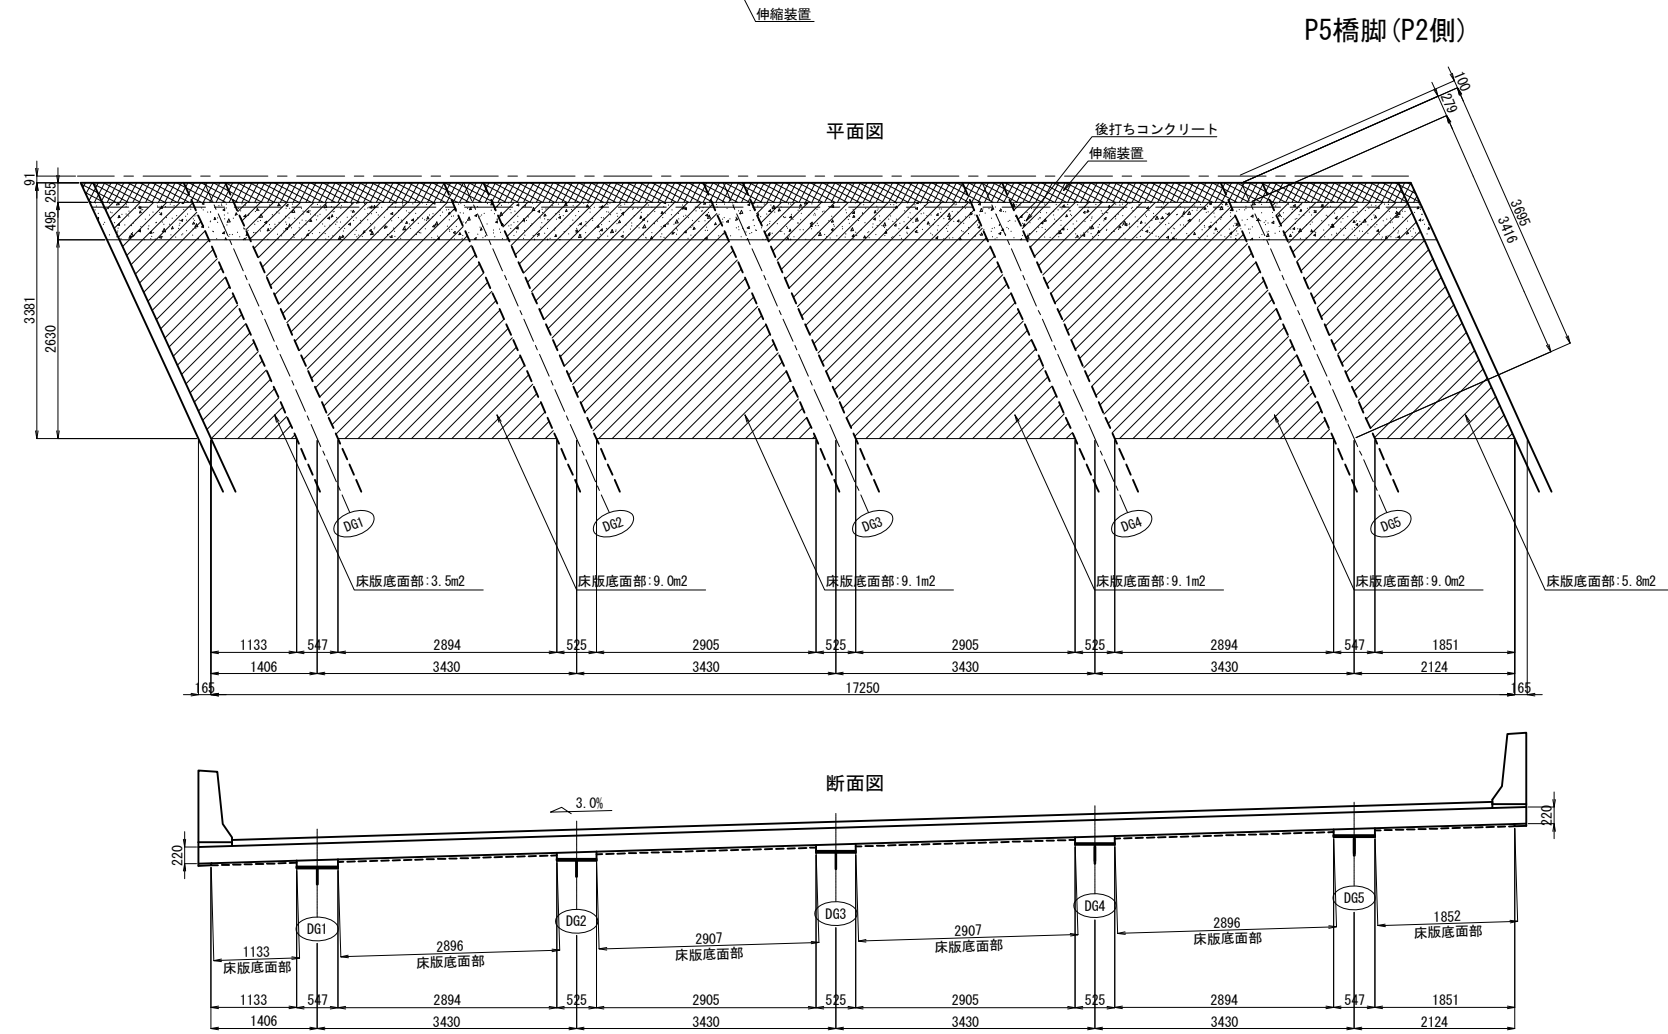 伸縮装置
P5橋脚(P2側)
平面図
後打ちコンクリート
伸縮装置
100
279
3695
3416
91
255
495
3381
2630
DG1
DG2
DG3
DG4
DG5
床版底面部:3.5m2
床版底面部:9.0m2
床版底面部:9.1m2
床版底面部:9.1m2
床版底面部:9.0m2
床版底面部:5.8m2
1133 547 2894 525 2905 525 2905 525 2894 547 1851
1406 3430 3430 3430 3430 2124
165 17250 165
断面図
3.0%
220
220
DG1
DG2
DG3
DG4
DG5
1133
床版底面部
2896
床版底面部
2907
床版底面部
2907
床版底面部
2896
床版底面部
1852
床版底面部
1133 547 2894 525 2905 525 2905 525 2894 547 1851
1406 3430 3430 3430 3430 2124